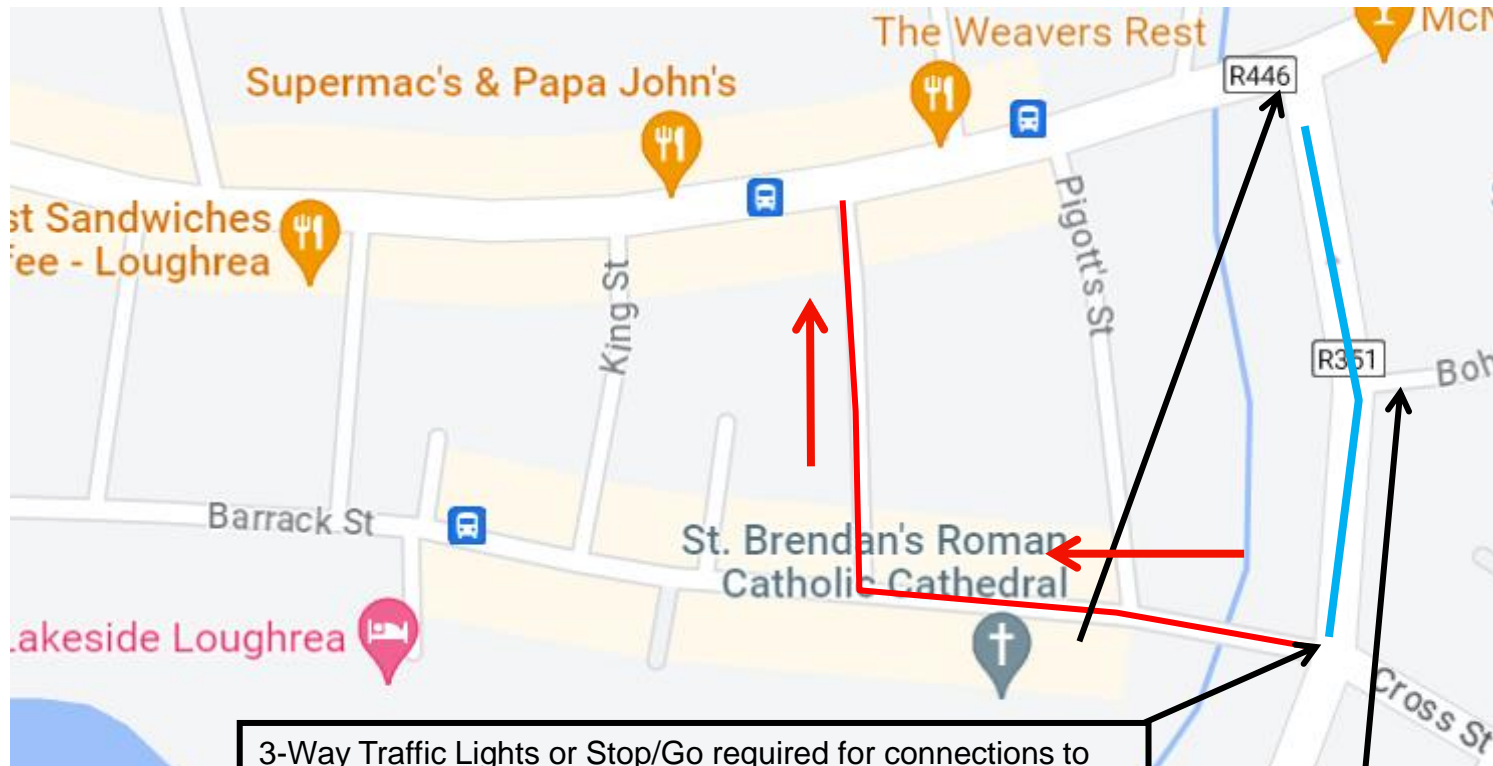 McN
The Weavers Rest
R446
Supermac's & Papa John's
st Sandwiches
fee - Loughrea
Pigott's St
King St
R351
Boh
Barrack St
St. Brendan's Roman
Catholic Cathedral
Lakeside Loughrea
Cross St
3-Way Traffic Lights or Stop/Go required for connections to